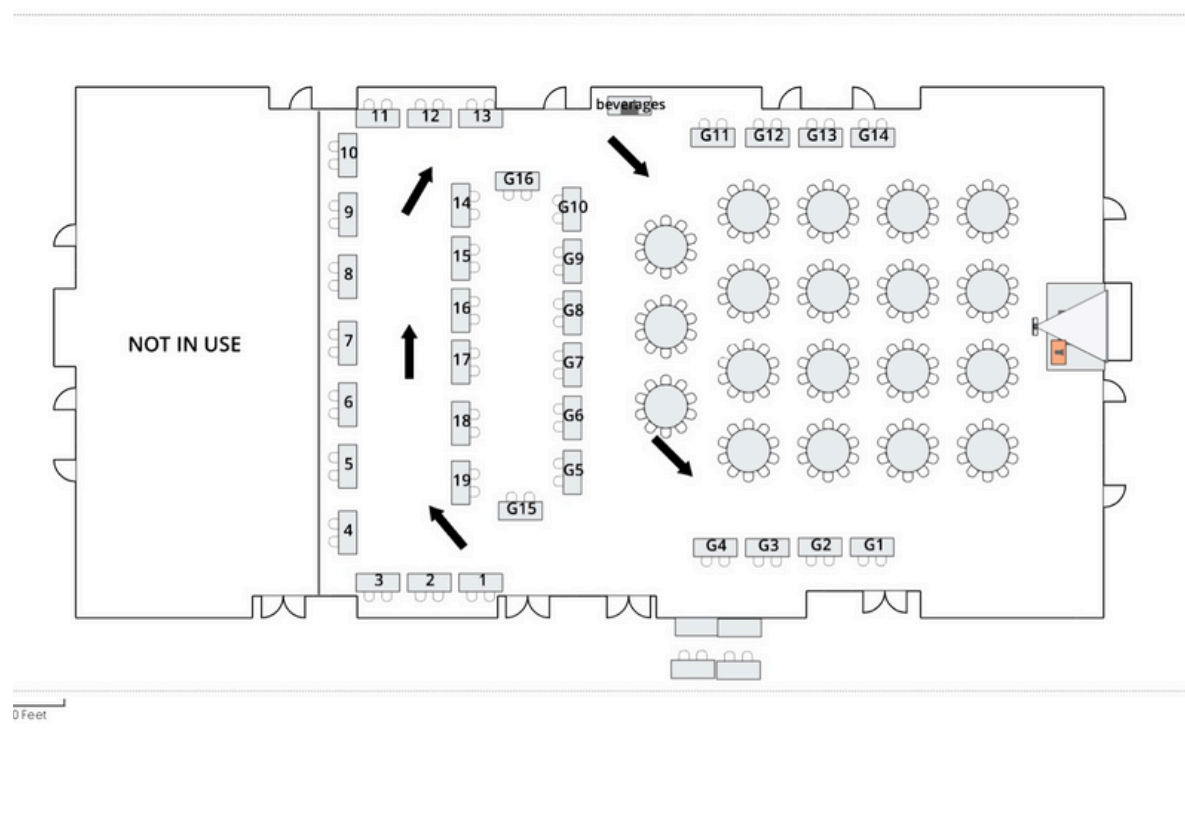 beverages
11 12 13
G11 G12 G13 G14
10
G16
14 G10
9
15 G9
8
16 G8
NOT IN USE
7
17 G7
6
18 G6
5
19 G5
G15
4
G4 G3 G2 G1
3 2 1
0 Feet